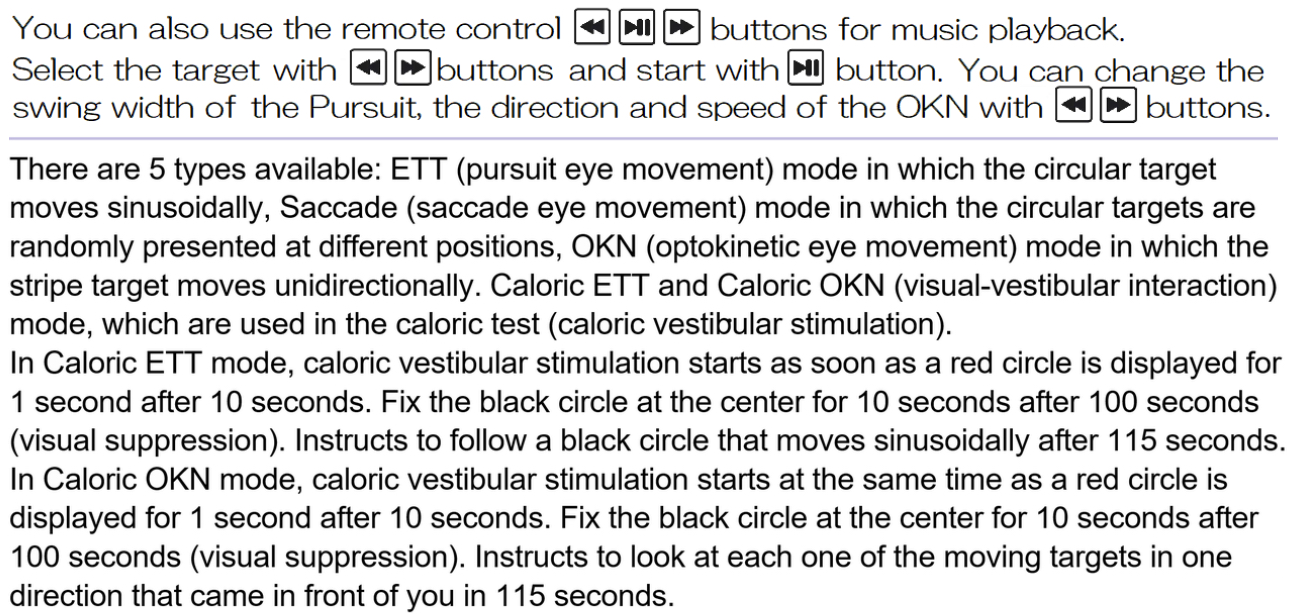 You can also use the remote control ⏪ ⏯ ⏩ buttons for music playback.
Select the target with ⏪ ⏩ buttons and start with ⏯ button. You can change the
swing width of the Pursuit, the direction and speed of the OKN with ⏪ ⏩ buttons.
There are 5 types available: ETT (pursuit eye movement) mode in which the circular target
moves sinusoidally, Saccade (saccade eye movement) mode in which the circular targets are
randomly presented at different positions, OKN (optokinetic eye movement) mode in which the
stripe target moves unidirectionally. Caloric ETT and Caloric OKN (visual-vestibular interaction)
mode, which are used in the caloric test (caloric vestibular stimulation).
In Caloric ETT mode, caloric vestibular stimulation starts as soon as a red circle is displayed for
1 second after 10 seconds. Fix the black circle at the center for 10 seconds after 100 seconds
(visual suppression). Instructs to follow a black circle that moves sinusoidally after 115 seconds.
In Caloric OKN mode, caloric vestibular stimulation starts at the same time as a red circle is
displayed for 1 second after 10 seconds. Fix the black circle at the center for 10 seconds after
100 seconds (visual suppression). Instructs to look at each one of the moving targets in one
direction that came in front of you in 115 seconds.